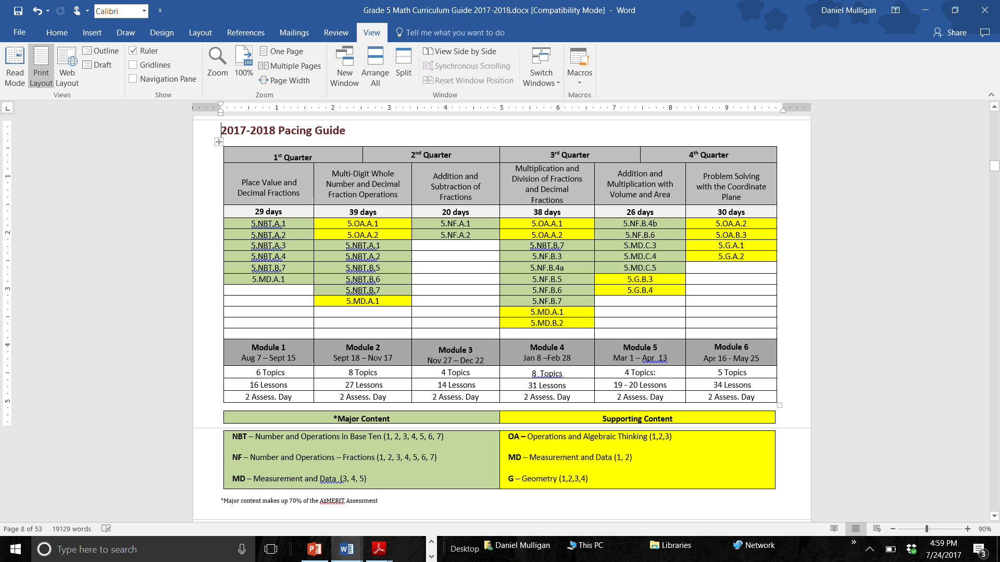 Calibri
Grade 5 Math Curriculum Guide 2017-2018.docx [Compatibility Mode] - Word
Daniel Mulligan
File Home Insert Draw Design Layout References Mailings Review View Tell me what you want to do Share
Read Mode
Print Layout
Web Layout
Outline
Draft
Views
Ruler
Gridlines
Navigation Pane
Show
Zoom
100
100%
One Page
Multiple Pages
Page Width
Zoom
New Window
Arrange All
Split
View Side by Side
Synchronous Scrolling
Reset Window Position
Window
Switch Windows
Macros
Macros
L
1 2 3 4 5 6 7 8 9
1
2
3
4
5
2017-2018 Pacing Guide
1st Quarter 2nd Quarter 3rd Quarter 4th Quarter
Place Value and Decimal Fractions
Multi-Digit Whole Number and Decimal Fraction Operations
Addition and Subtraction of Fractions
Multiplication and Division of Fractions and Decimal Fractions
Addition and Multiplication with Volume and Area
Problem Solving with the Coordinate Plane
29 days 39 days 20 days 38 days 26 days 30 days
5.NBT.A.1 5.OA.A.1 5.NF.A.1 5.OA.A.1 5.NF.B.4b 5.OA.A.2
5.NBT.A.2 5.OA.A.2 5.NF.A.2 5.OA.A.2 5.NF.B.6 5.OA.B.3
5.NBT.A.3 5.NBT.A.1 5.NBT.B.7 5.MD.C.3 5.G.A.1
5.NBT.A.4 5.NBT.A.2 5.NF.B.3 5.MD.C.4 5.G.A.2
5.NBT.B.7 5.NBT.B.5 5.NF.B.4a 5.MD.C.5
5.MD.A.1 5.NBT.B.6 5.NF.B.5 5.G.B.3
5.NBT.B.7 5.NF.B.6 5.G.B.4
5.MD.A.1 5.NF.B.7
5.MD.A.1
5.MD.B.2
Module 1 Module 2 Module 3 Module 4 Module 5 Module 6
Aug 7 – Sept 15 Sept 18 – Nov 17 Nov 27 – Dec 22 Jan 8 –Feb 28 Mar 1 – Apr 13 Apr 16 - May 25
6 Topics 8 Topics 4 Topics 8 Topics 4 Topics: 5 Topics
16 Lessons 27 Lessons 14 Lessons 31 Lessons 19 - 20 Lessons 34 Lessons
2 Assess. Day 2 Assess. Day 2 Assess. Day 2 Assess. Day 2 Assess. Day 2 Assess. Day
*Major Content Supporting Content
NBT – Number and Operations in Base Ten (1, 2, 3, 4, 5, 6, 7)
NF – Number and Operations – Fractions (1, 2, 3, 4, 5, 6, 7)
MD – Measurement and Data (3, 4, 5)
OA – Operations and Algebraic Thinking (1,2,3)
MD – Measurement and Data (1, 2)
G – Geometry (1,2,3,4)
*Major content makes up 70% of the AzMERIT Assessment
Page 8 of 53 19129 words 90%
Type here to search
Desktop Daniel Mulligan This PC Libraries Network
4:59 PM
7/24/2017
3